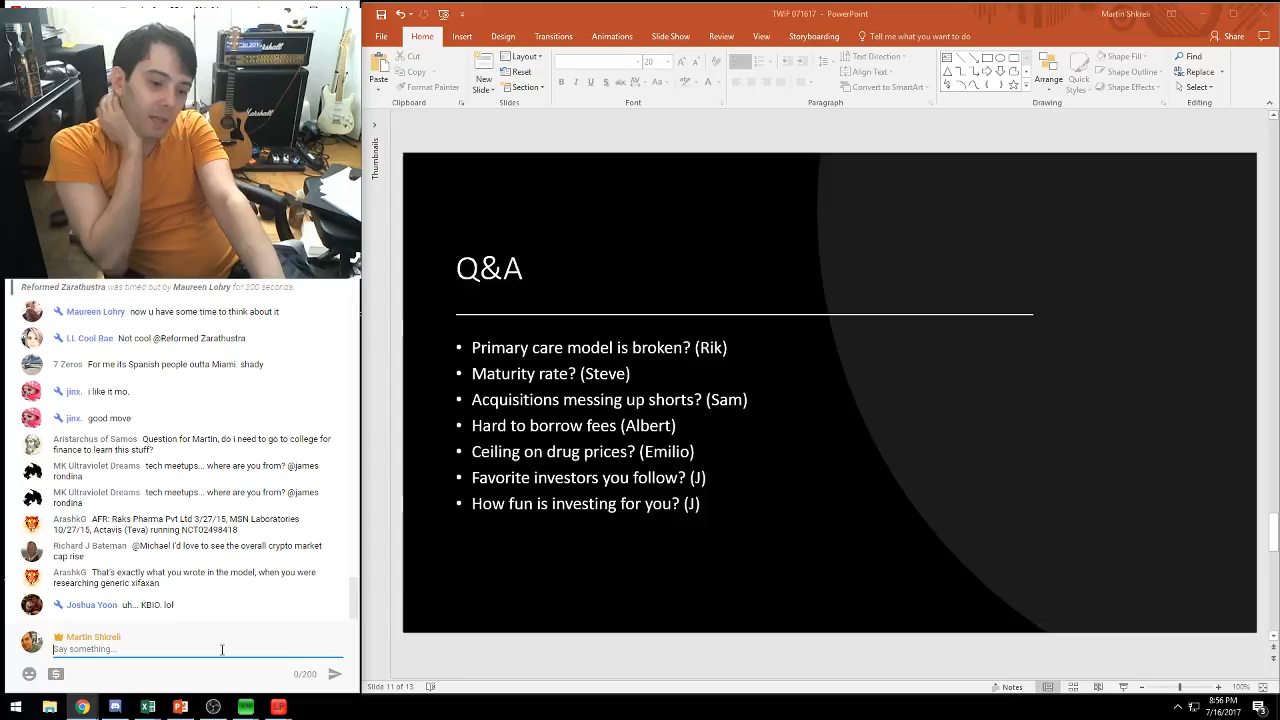 TWIF 071617 - PowerPoint
Martin Shkreli
File
Home
Insert
Design
Transitions
Animations
Slide Show
Review
View
Storyboarding
Tell me what you want to do
Share
Paste
Cut
Copy
Format Painter
Clipboard
New Slide
Layout
Reset
Section
Slides
20
Font
Text Direction
Align Text
Convert to SmartArt
Paragraph
Arrange
Quick Styles
Shape Fill
Shape Outline
Shape Effects
Drawing
Find
Replace
Select
Editing
Thumbnails
Marshall
Marshall
Reformed Zarathustra was timed out by Maureen Lohry for 300 seconds.
Maureen Lohry now u have some time to think about it
LL Cool Bae Not cool @Reformed Zarathustra
7 Zeros For me its Spanish people outta Miami. shady
jinx. i like it mo.
jinx. good move
Aristarchus of Samos Question for Martin, do i need to go to college for
finance to learn this stuff?
MK Ultraviolet Dreams tech meetups... where are you from? @james
rondina
MK Ultraviolet Dreams tech meetups... where are you from? @james
rondina
ArashkG AFR: Raks Pharma Pvt Ltd 3/27/15, MSN Laboratories
10/27/15, Actavis (Teva) running NCT02498418
Richard J Bateman @Michael I'd love to see the overall crypto market
cap rise
ArashkG That's exactly what you wrote in the model, when you were
researching generic xifaxan
Joshua Yoon uh... KBIO. lol
Martin Shkreli
Say something...
0/200
Q&A
• Primary care model is broken? (Rik)
• Maturity rate? (Steve)
• Acquisitions messing up shorts? (Sam)
• Hard to borrow fees (Albert)
• Ceiling on drug prices? (Emilio)
• Favorite investors you follow? (J)
• How fun is investing for you? (J)
Slide 11 of 13
Notes
100%
8:56 PM
7/16/2017